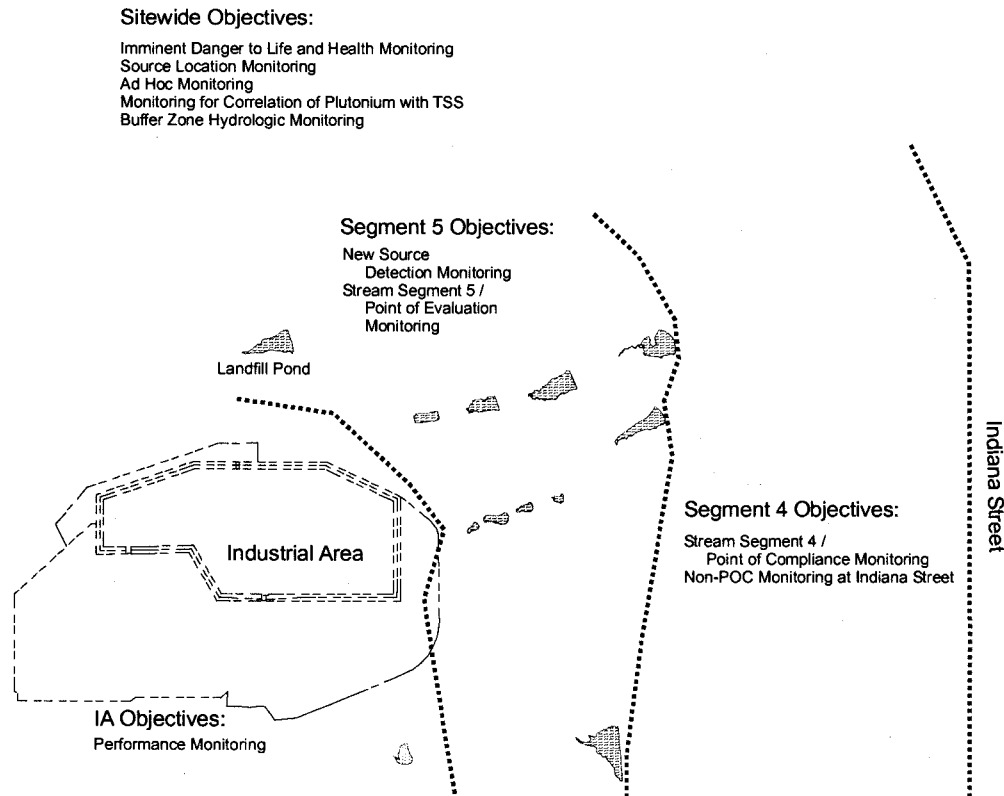 Sitewide Objectives:
Imminent Danger to Life and Health Monitoring
Source Location Monitoring
Ad Hoc Monitoring
Monitoring for Correlation of Plutonium with TSS
Buffer Zone Hydrologic Monitoring
Segment 5 Objectives:
New Source
Detection Monitoring
Stream Segment 5 /
Point of Evaluation
Monitoring
Landfill Pond
Industrial Area
Indiana Street
Segment 4 Objectives:
Stream Segment 4 /
Point of Compliance Monitoring
Non-POC Monitoring at Indiana Street
IA Objectives:
Performance Monitoring